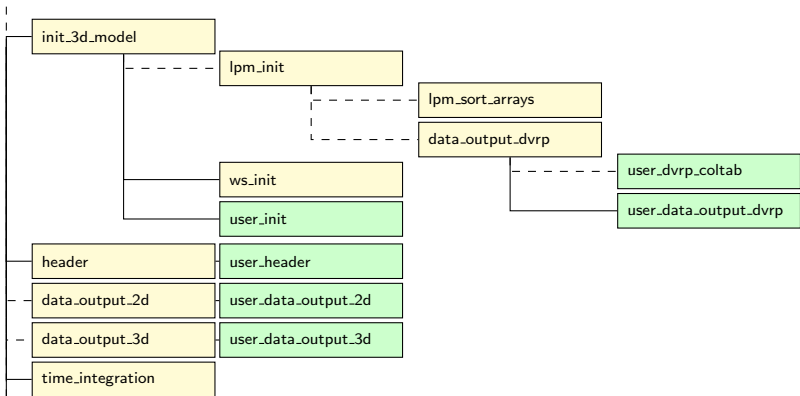 init_3d_model
lpm_init
lpm_sort_arrays
data_output_dvrp
user_dvrp_coltab
ws_init
user_data_output_dvrp
user_init
header
user_header
data_output_2d
user_data_output_2d
data_output_3d
user_data_output_3d
time_integration